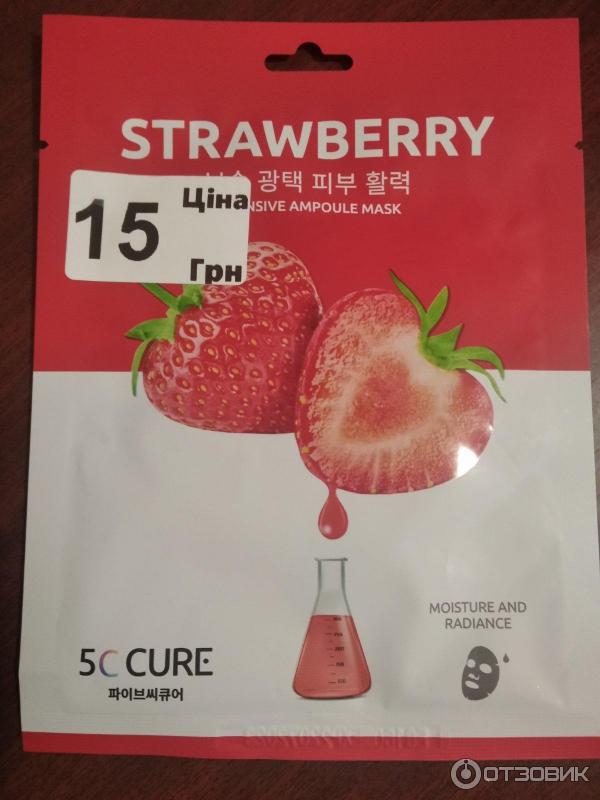 STRAWBERRY
광택 피부 활력
AMPOULE MASK
Ціна
15
Грн
MOISTURE AND
RADIANCE
5C CURE
파이브씨큐어
ОТЗОВИК